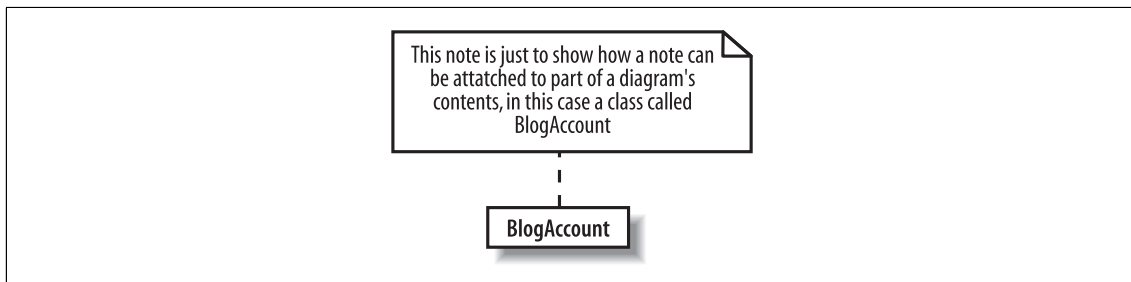 This note is just to show how a note can
be attatched to part of a diagram's
contents, in this case a class called
BlogAccount
BlogAccount